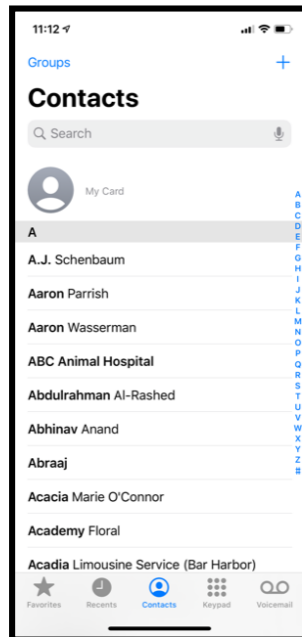 11:12
Groups
+
Contacts
Search
My Card
A
A.J. Schenbaum
Aaron Parrish
Aaron Wasserman
ABC Animal Hospital
Abdulrahman Al-Rashed
Abhinav Anand
Abraaj
Acacia Marie O'Connor
Academy Floral
Acadia Limousine Service (Bar Harbor)
A
B
C
D
E
F
G
H
I
J
K
L
M
N
O
P
Q
R
S
T
U
V
W
X
Y
Z
#
Favorites Recents Contacts Keypad Voicemail